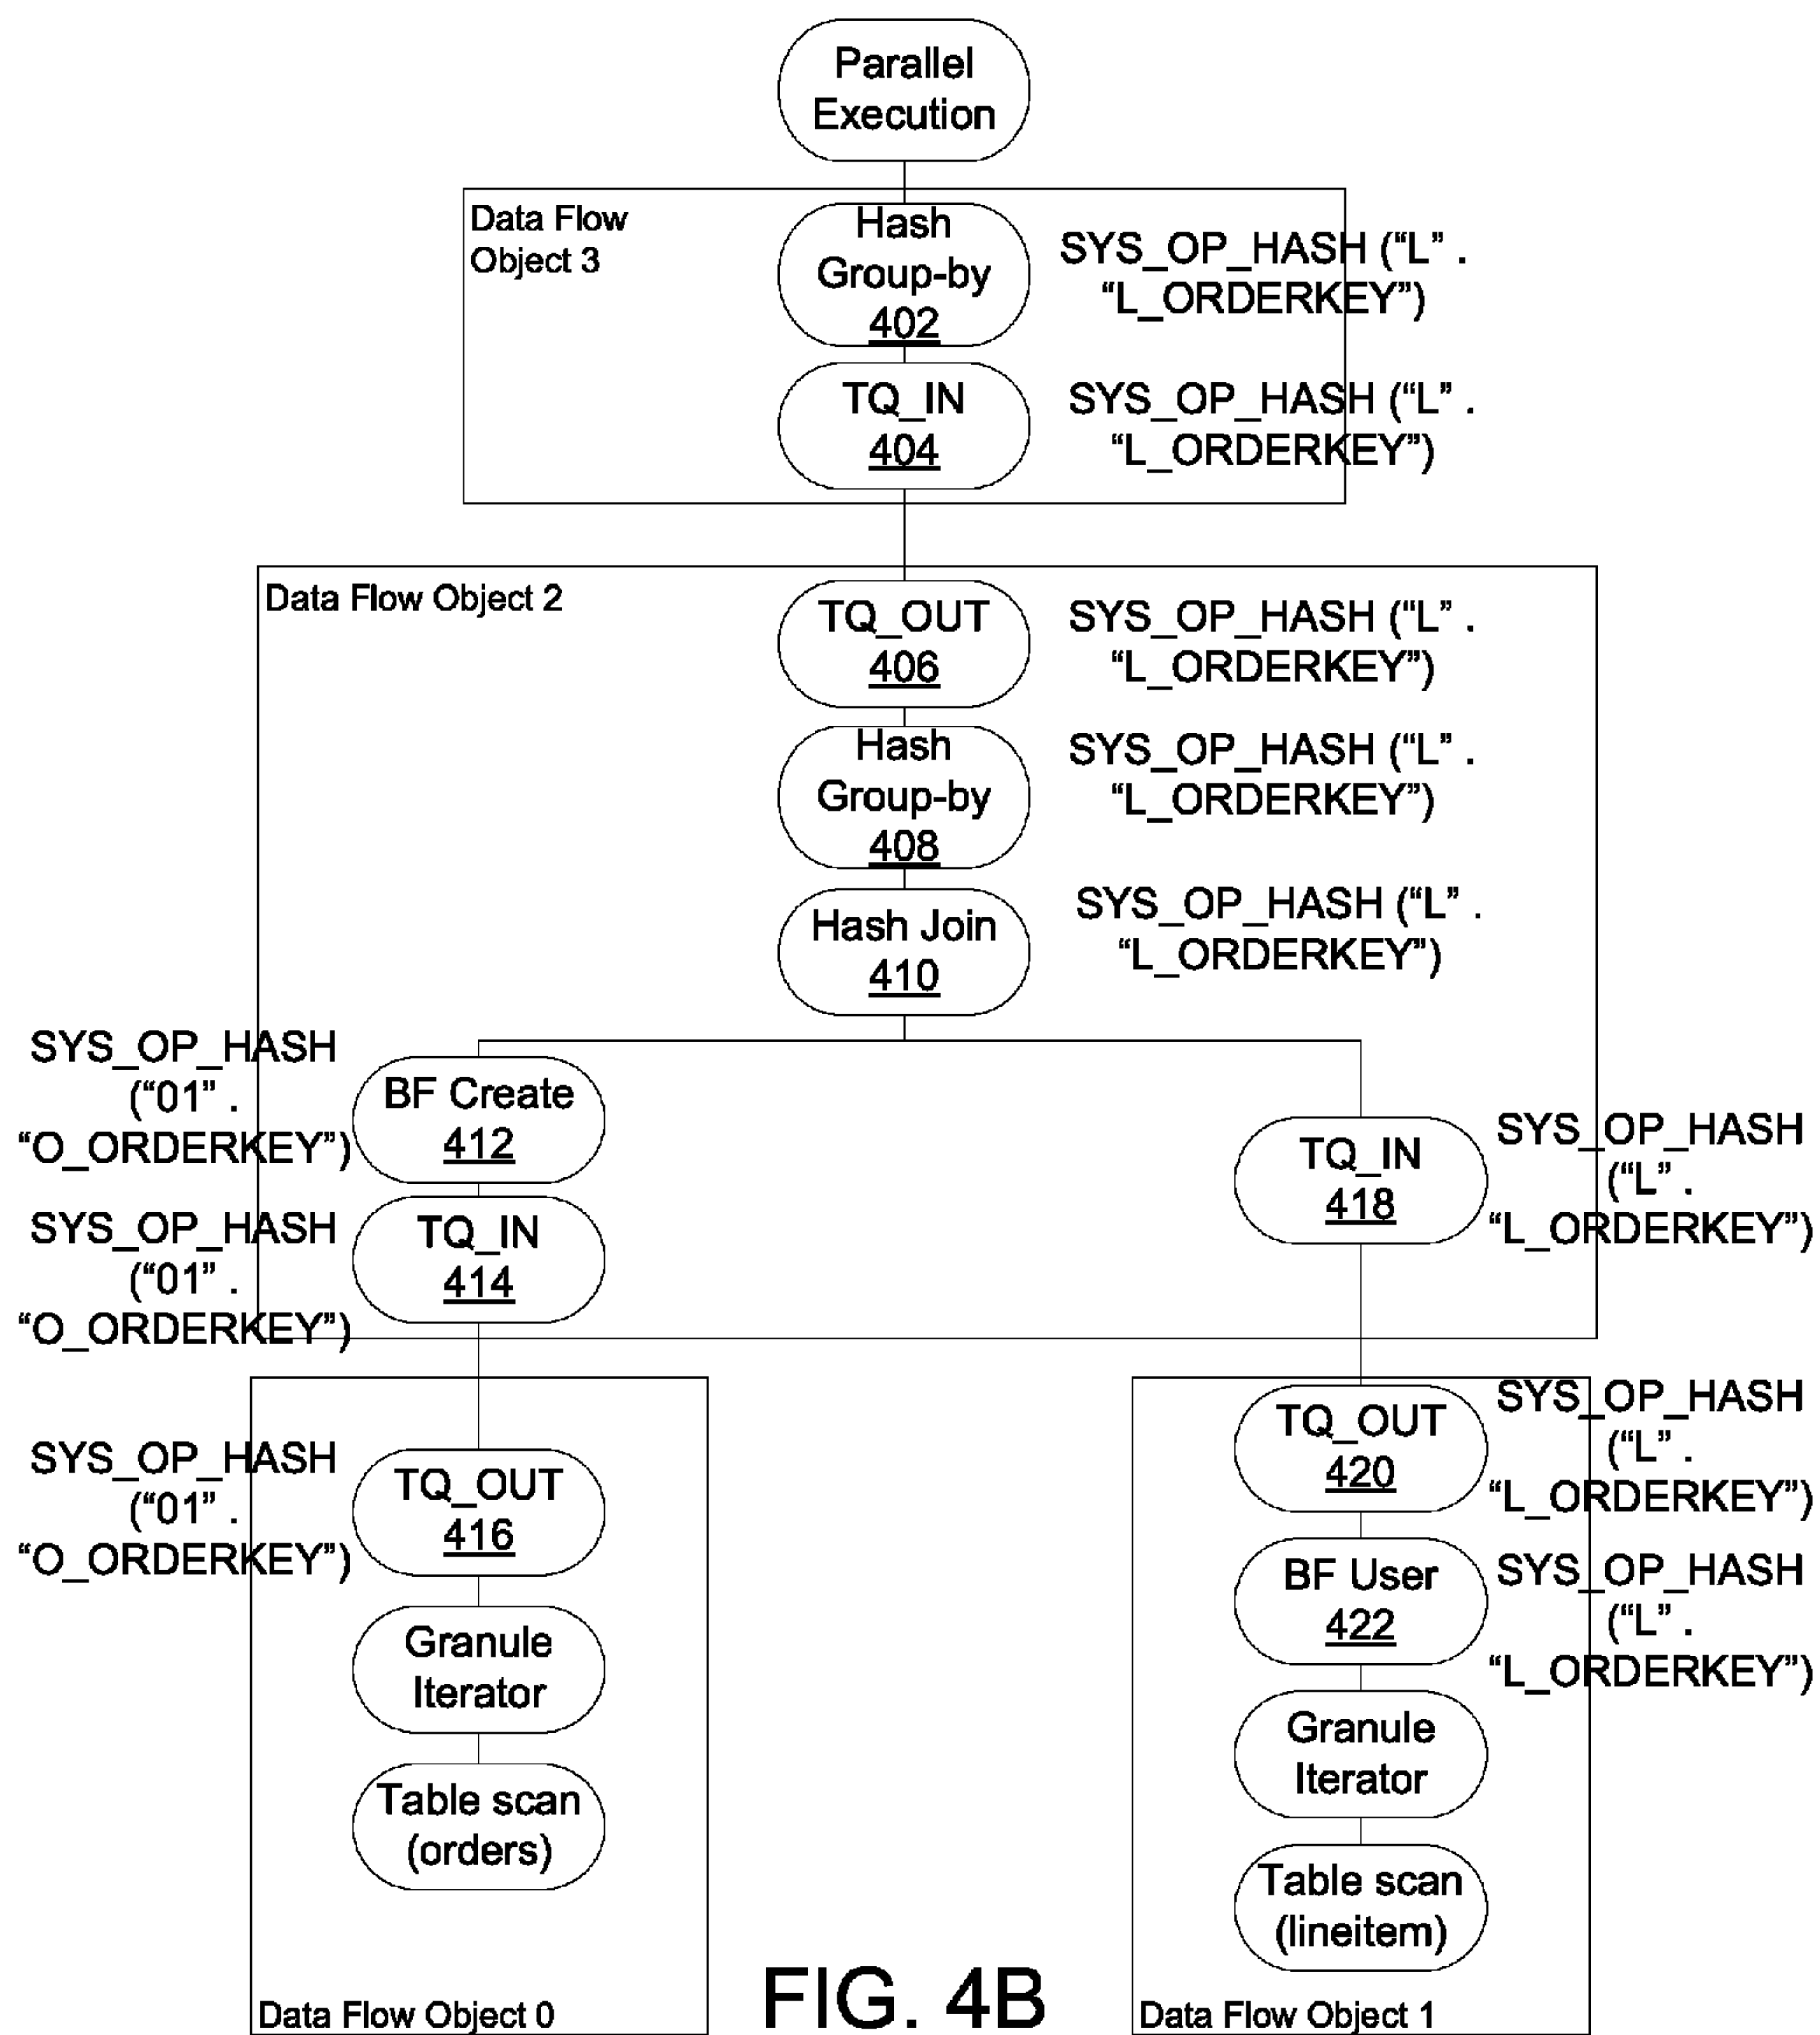 Parallel
Execution
Data Flow
Object 3
Hash
Group-by
402
SYS_OP_HASH (“L” .
“L_ORDERKEY”)
TQ_IN
404
SYS_OP_HASH (“L” .
“L_ORDERKEY”)
Data Flow Object 2
TQ_OUT
406
SYS_OP_HASH (“L” .
“L_ORDERKEY”)
Hash
Group-by
408
SYS_OP_HASH (“L” .
“L_ORDERKEY”)
Hash Join
410
SYS_OP_HASH (“L” .
“L_ORDERKEY”)
SYS_OP_HASH
(“01” .
“O_ORDERKEY”)
BF Create
412
SYS_OP_HASH
(“01” .
“O_ORDERKEY”)
TQ_IN
414
TQ_IN
418
SYS_OP_HASH
(“L” .
“L_ORDERKEY”)
SYS_OP_HASH
(“01” .
“O_ORDERKEY”)
TQ_OUT
416
Granule
Iterator
Table scan
(orders)
Data Flow Object 0
TQ_OUT
420
SYS_OP_HASH
(“L” .
“L_ORDERKEY”)
BF User
422
SYS_OP_HASH
(“L” .
“L_ORDERKEY”)
Granule
Iterator
Table scan
(lineitem)
Data Flow Object 1
FIG. 4B